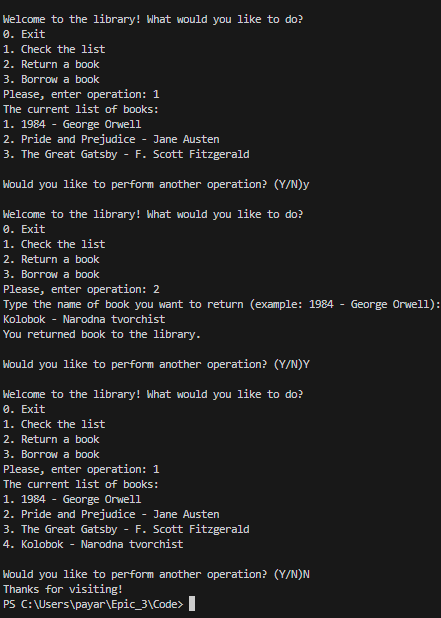 Welcome to the library! What would you like to do?
0. Exit
1. Check the list
2. Return a book
3. Borrow a book
Please, enter operation: 1
The current list of books:
1. 1984 - George Orwell
2. Pride and Prejudice - Jane Austen
3. The Great Gatsby - F. Scott Fitzgerald
Would you like to perform another operation? (Y/N)y
Welcome to the library! What would you like to do?
0. Exit
1. Check the list
2. Return a book
3. Borrow a book
Please, enter operation: 2
Type the name of book you want to return (example: 1984 - George Orwell):
Kolobok - Narodna tvorchist
You returned book to the library.
Would you like to perform another operation? (Y/N)Y
Welcome to the library! What would you like to do?
0. Exit
1. Check the list
2. Return a book
3. Borrow a book
Please, enter operation: 1
The current list of books:
1. 1984 - George Orwell
2. Pride and Prejudice - Jane Austen
3. The Great Gatsby - F. Scott Fitzgerald
4. Kolobok - Narodna tvorchist
Would you like to perform another operation? (Y/N)N
Thanks for visiting!
PS C:\Users\payar\Epic_3\Code>